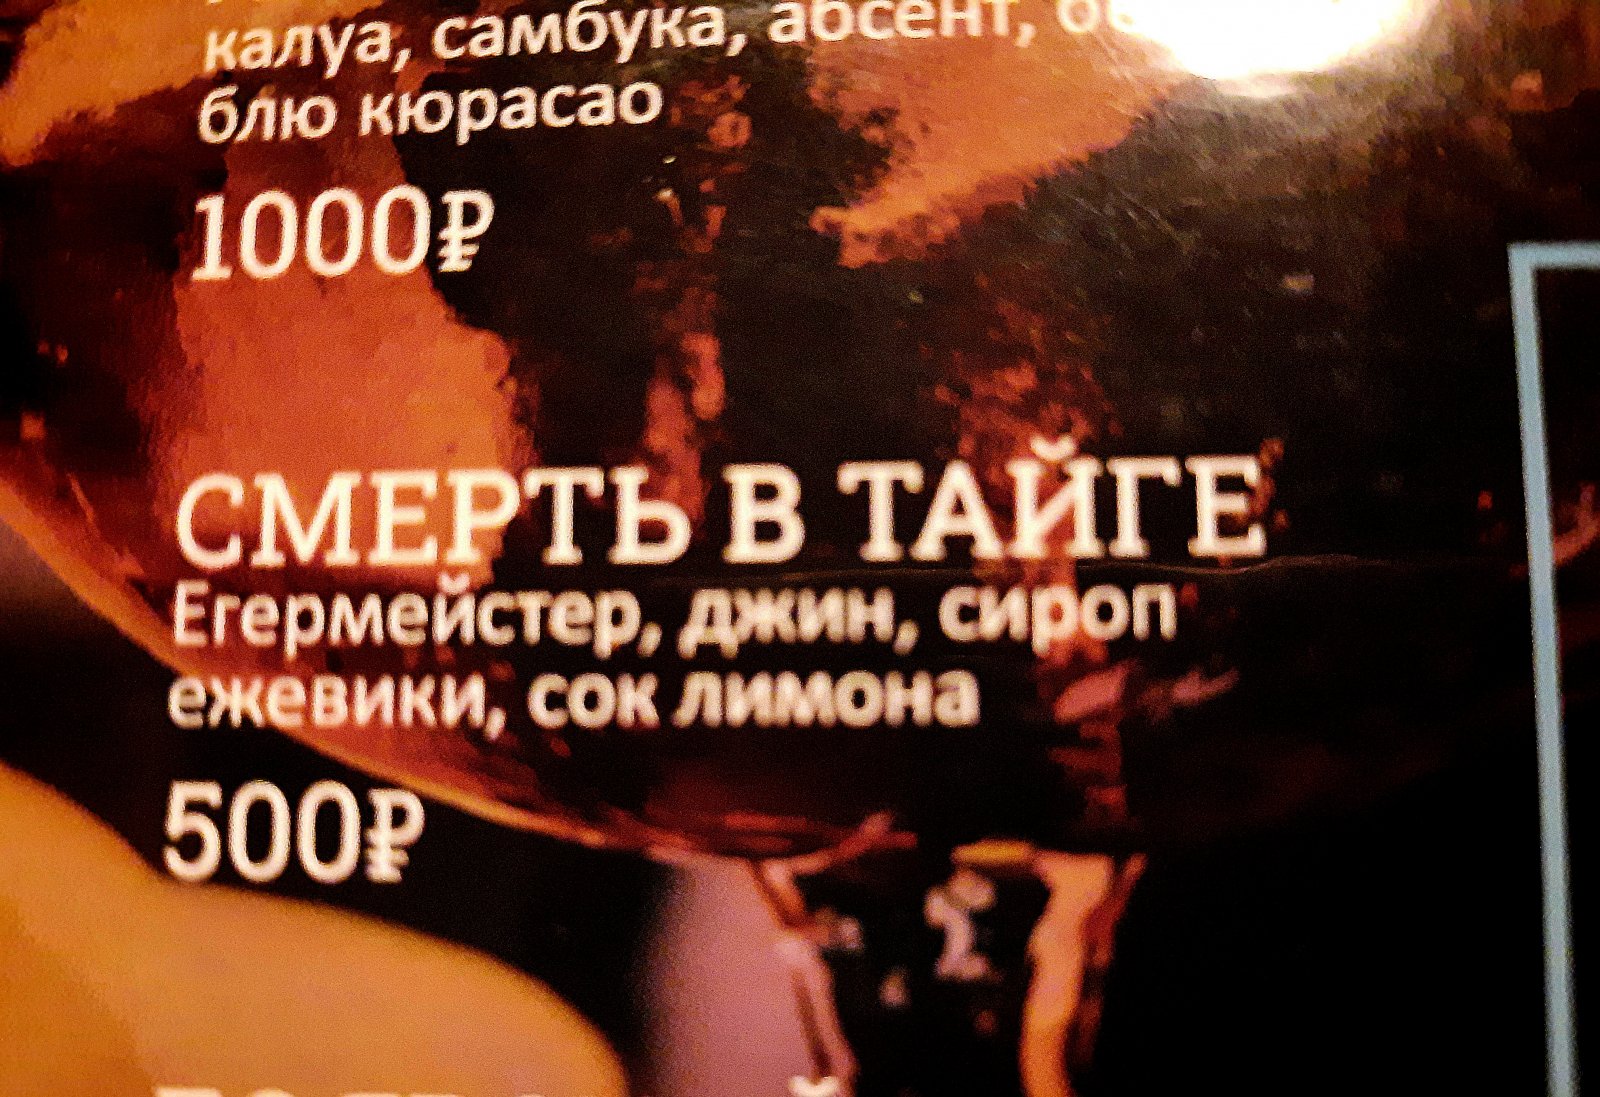 калуа, самбука, абсент,
блю кюрасао
1000₽
СМЕРТЬ В ТАЙГЕ
Егермейстер, джин, сироп
ежевики, сок лимона
500₽